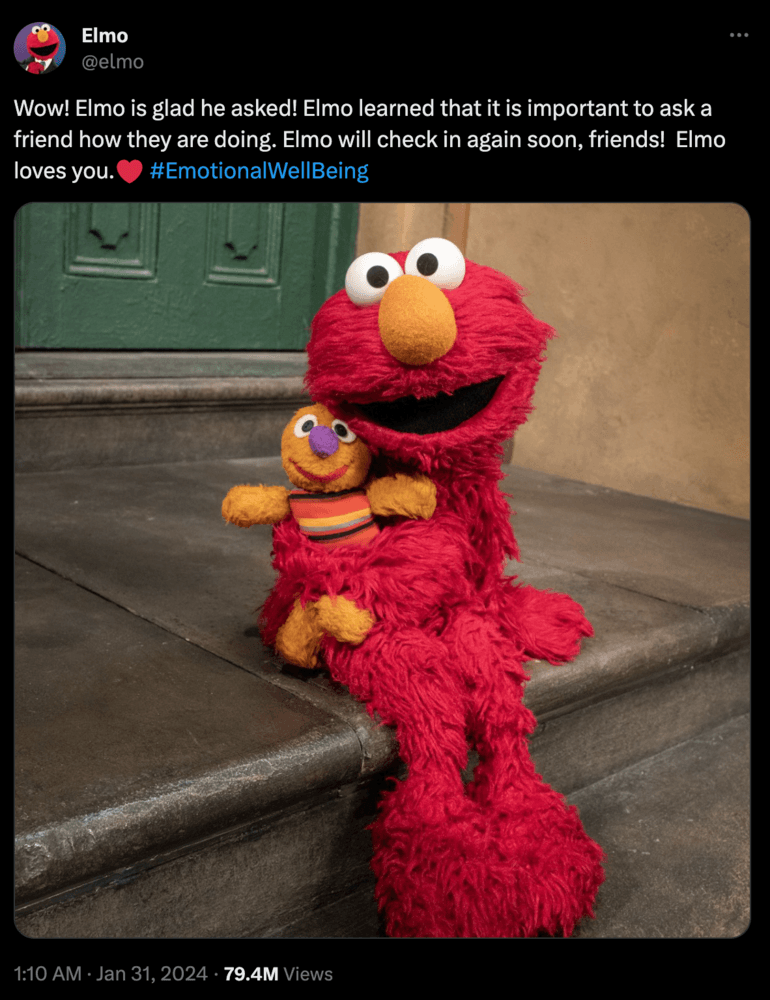 Elmo
@elmo
Wow! Elmo is glad he asked! Elmo learned that it is important to ask a
friend how they are doing. Elmo will check in again soon, friends!  Elmo
loves you.❤️ #EmotionalWellBeing
1:10 AM · Jan 31, 2024 · 79.4M Views